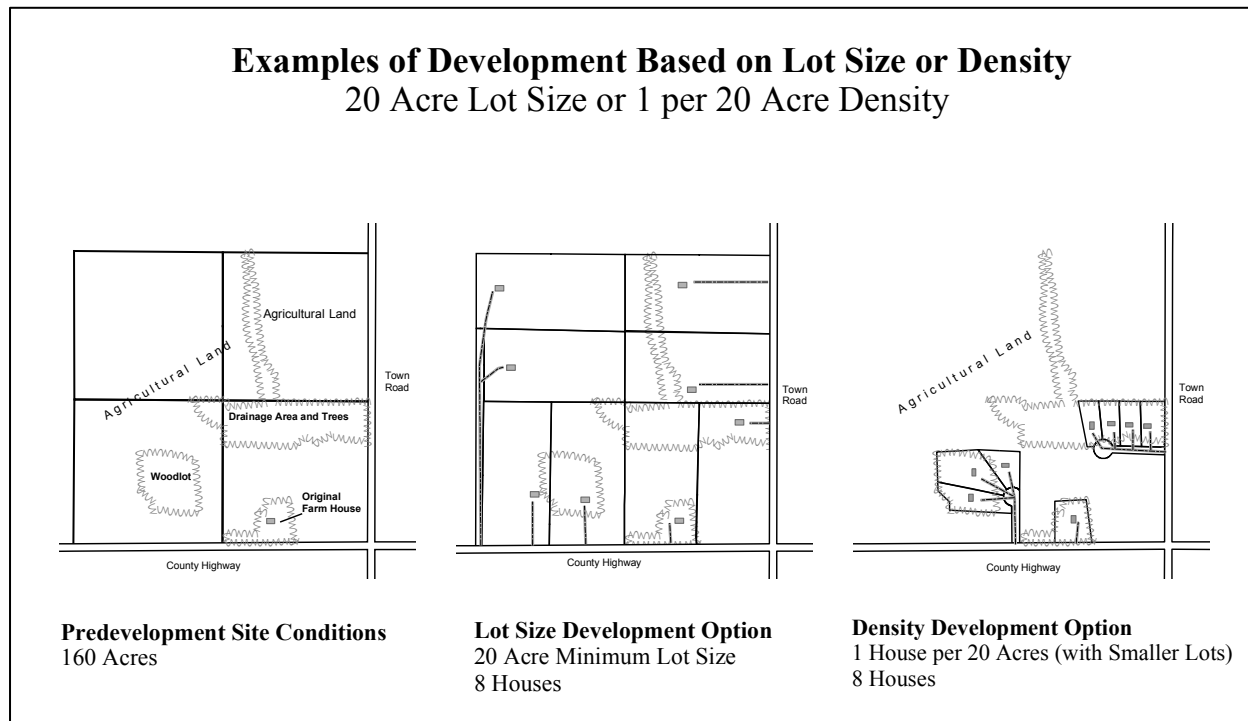 Examples of Development Based on Lot Size or Density
20 Acre Lot Size or 1 per 20 Acre Density
Agricultural Land
Agricultural Land
Town
Road
Drainage Area and Trees
Woodlot
Original
Farm House
County Highway
Predevelopment Site Conditions
160 Acres
Town
Road
County Highway
Lot Size Development Option
20 Acre Minimum Lot Size
8 Houses
Agricultural Land
Town
Road
County Highway
Density Development Option
1 House per 20 Acres (with Smaller Lots)
8 Houses